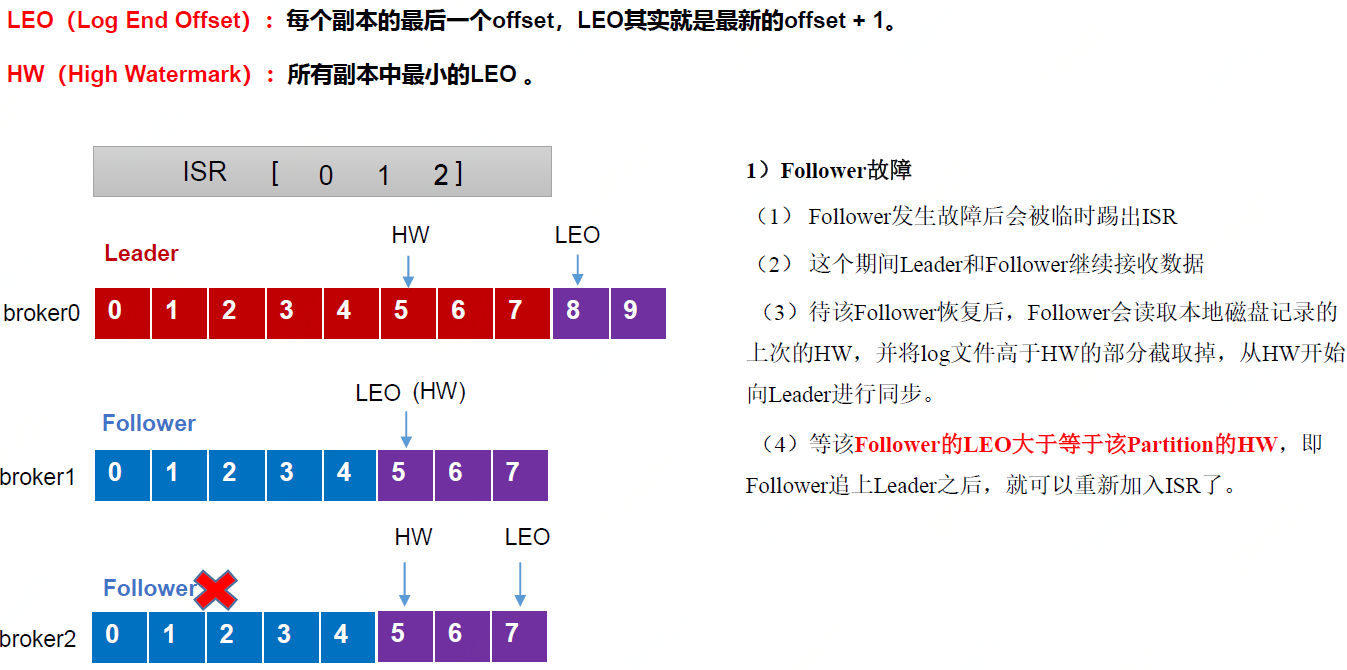 LEO（Log End Offset）：每个副本的最后一个offset，LEO其实就是最新的offset + 1。
HW（High Watermark）：所有副本中最小的LEO 。
ISR [ 0 1 2 ]
HW LEO
Leader
broker0 0 1 2 3 4 5 6 7 8 9
LEO（HW）
Follower
broker1 0 1 2 3 4 5 6 7
HW LEO
Follower
broker2 0 1 2 3 4 5 6 7
1）Follower故障
（1） Follower发生故障后会被临时踢出ISR
（2） 这个期间Leader和Follower继续接收数据
（3）待该Follower恢复后，Follower会读取本地磁盘记录的
上次的HW，并将log文件高于HW的部分截取掉，从HW开始
向Leader进行同步。
（4）等该Follower的LEO大于等于该Partition的HW，即
Follower追上Leader之后，就可以重新加入ISR了。